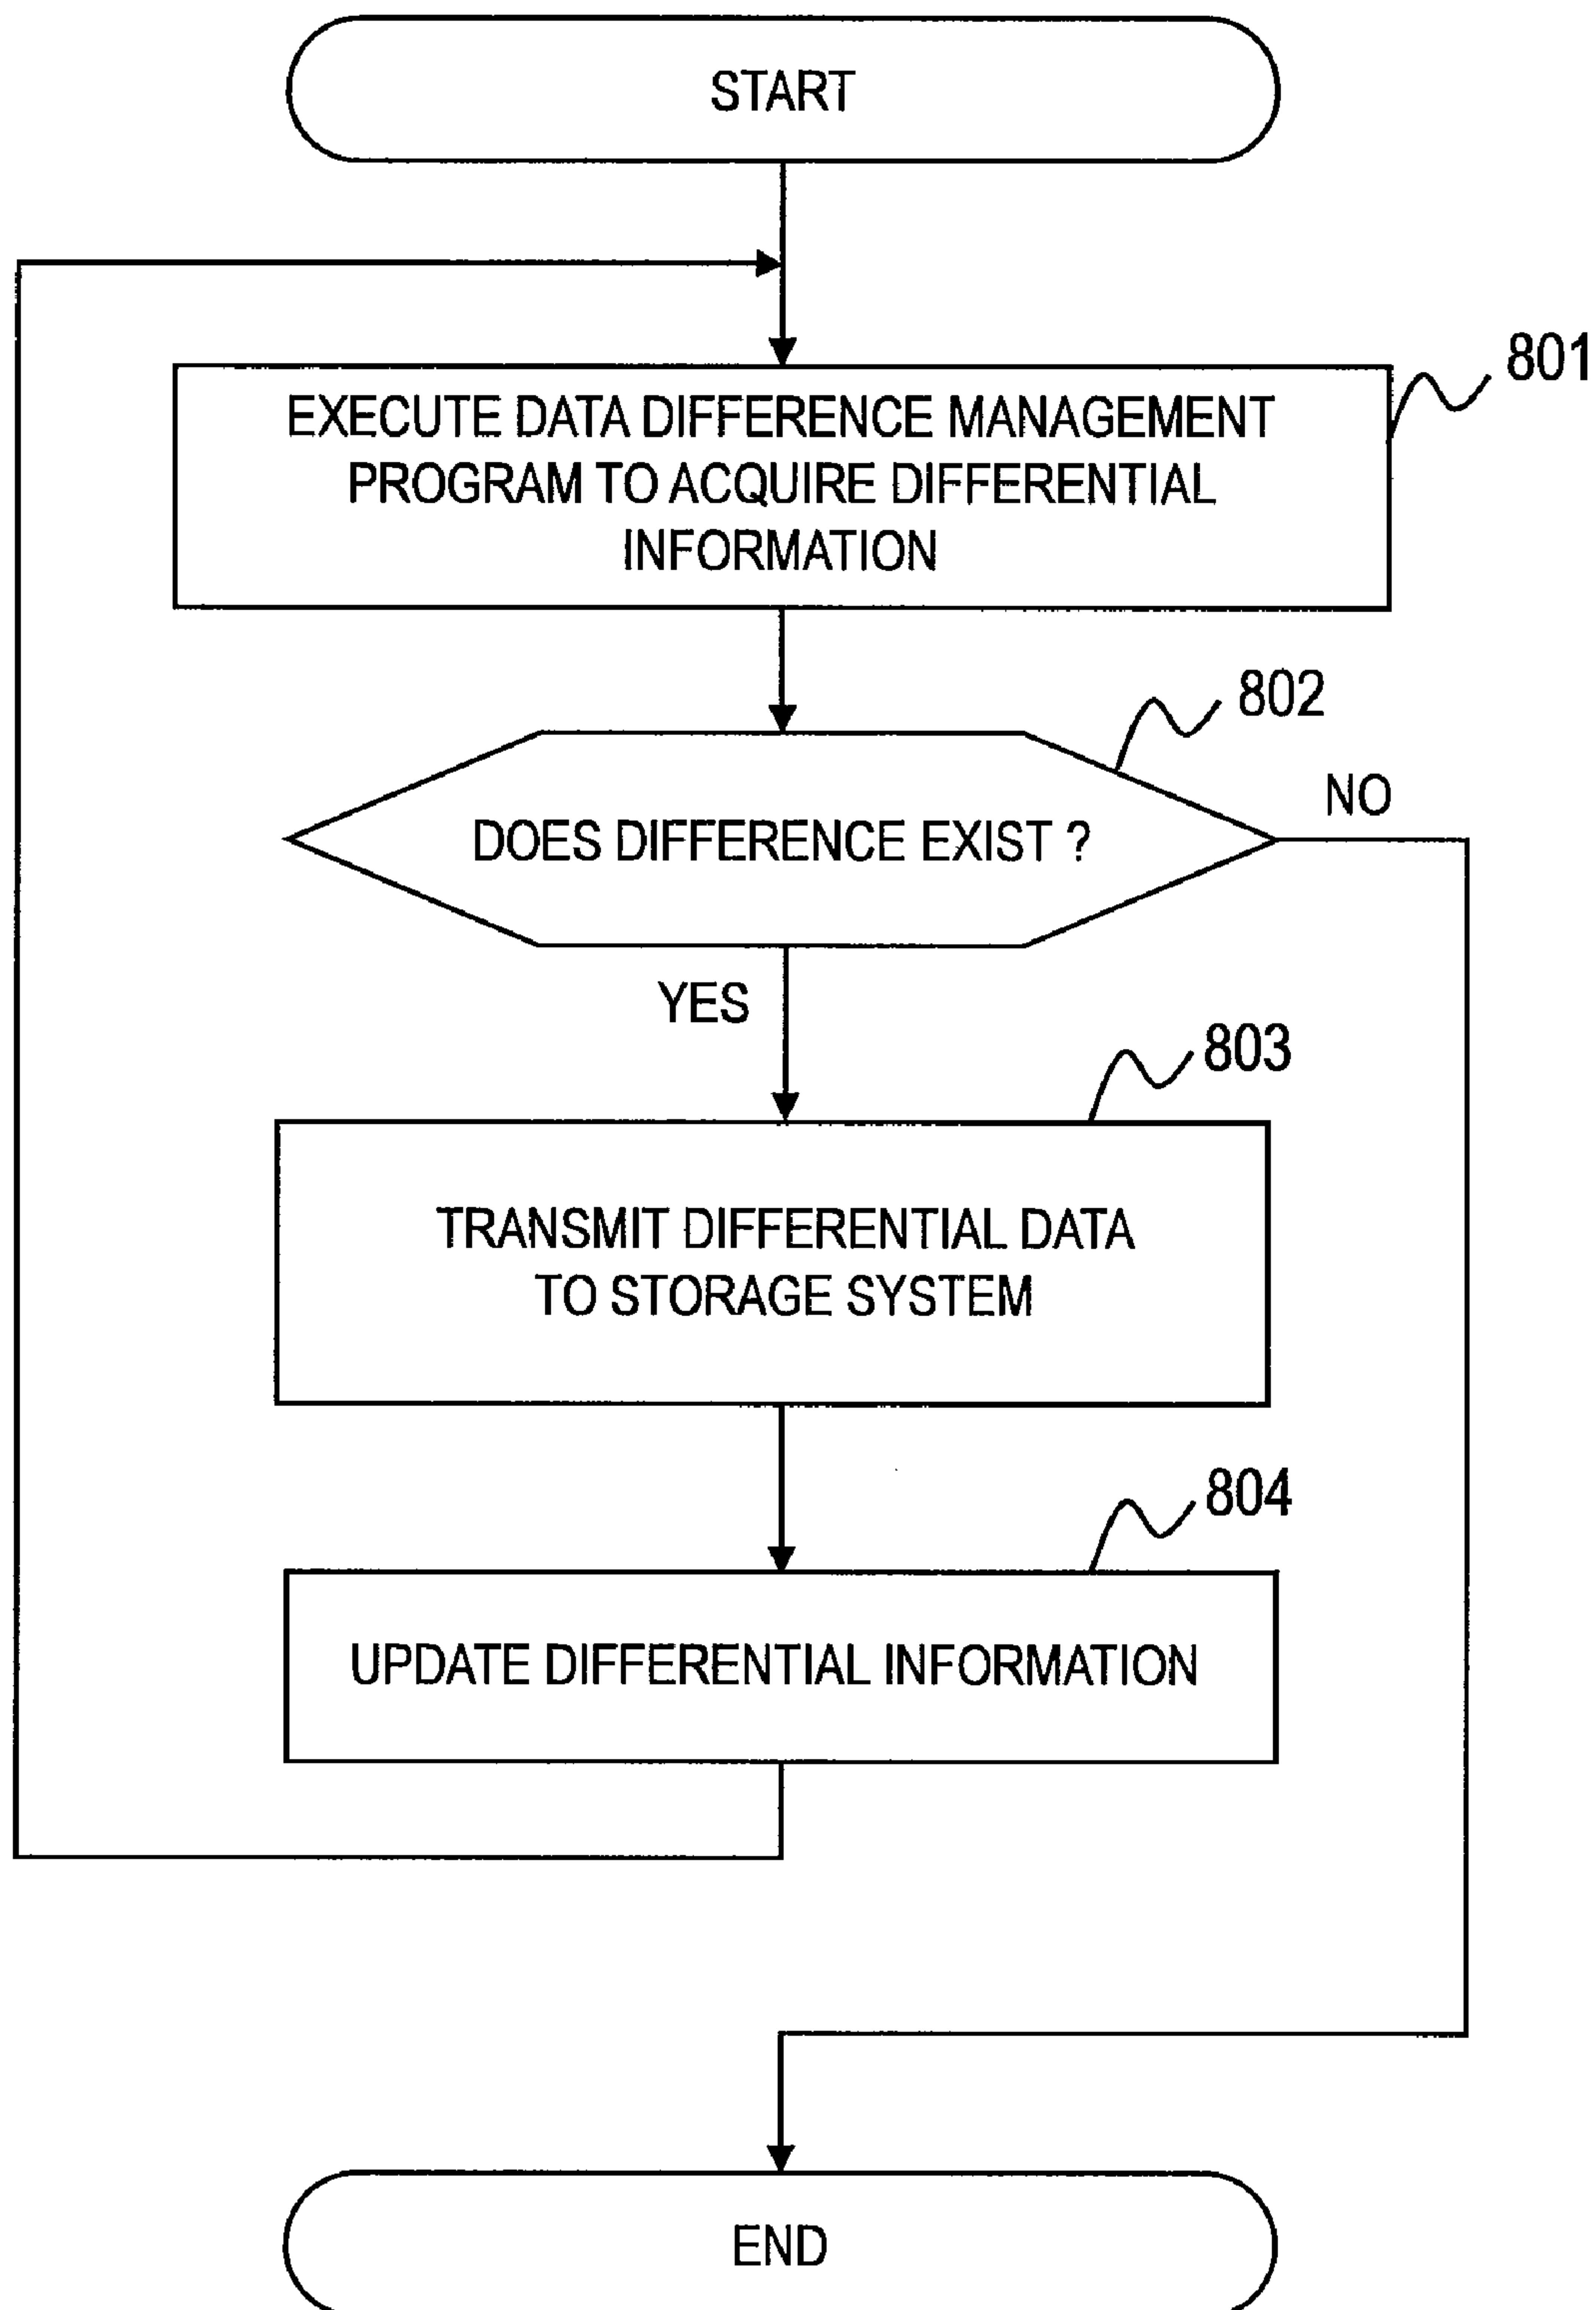 START
801
EXECUTE DATA DIFFERENCE MANAGEMENT
PROGRAM TO ACQUIRE DIFFERENTIAL
INFORMATION
802
NO
DOES DIFFERENCE EXIST ?
YES
803
TRANSMIT DIFFERENTIAL DATA
TO STORAGE SYSTEM
804
UPDATE DIFFERENTIAL INFORMATION
END